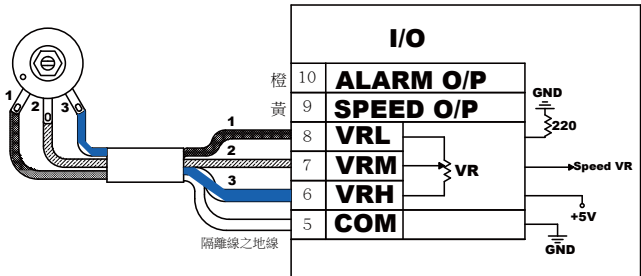 I/O
橙 10 ALARM O/P
黃 9 SPEED O/P
GND
220
1 2 3
1
8 VRL
2
7 VRM
VR
Speed VR
3
6 VRH
+5V
5 COM
GND
隔離線之地線